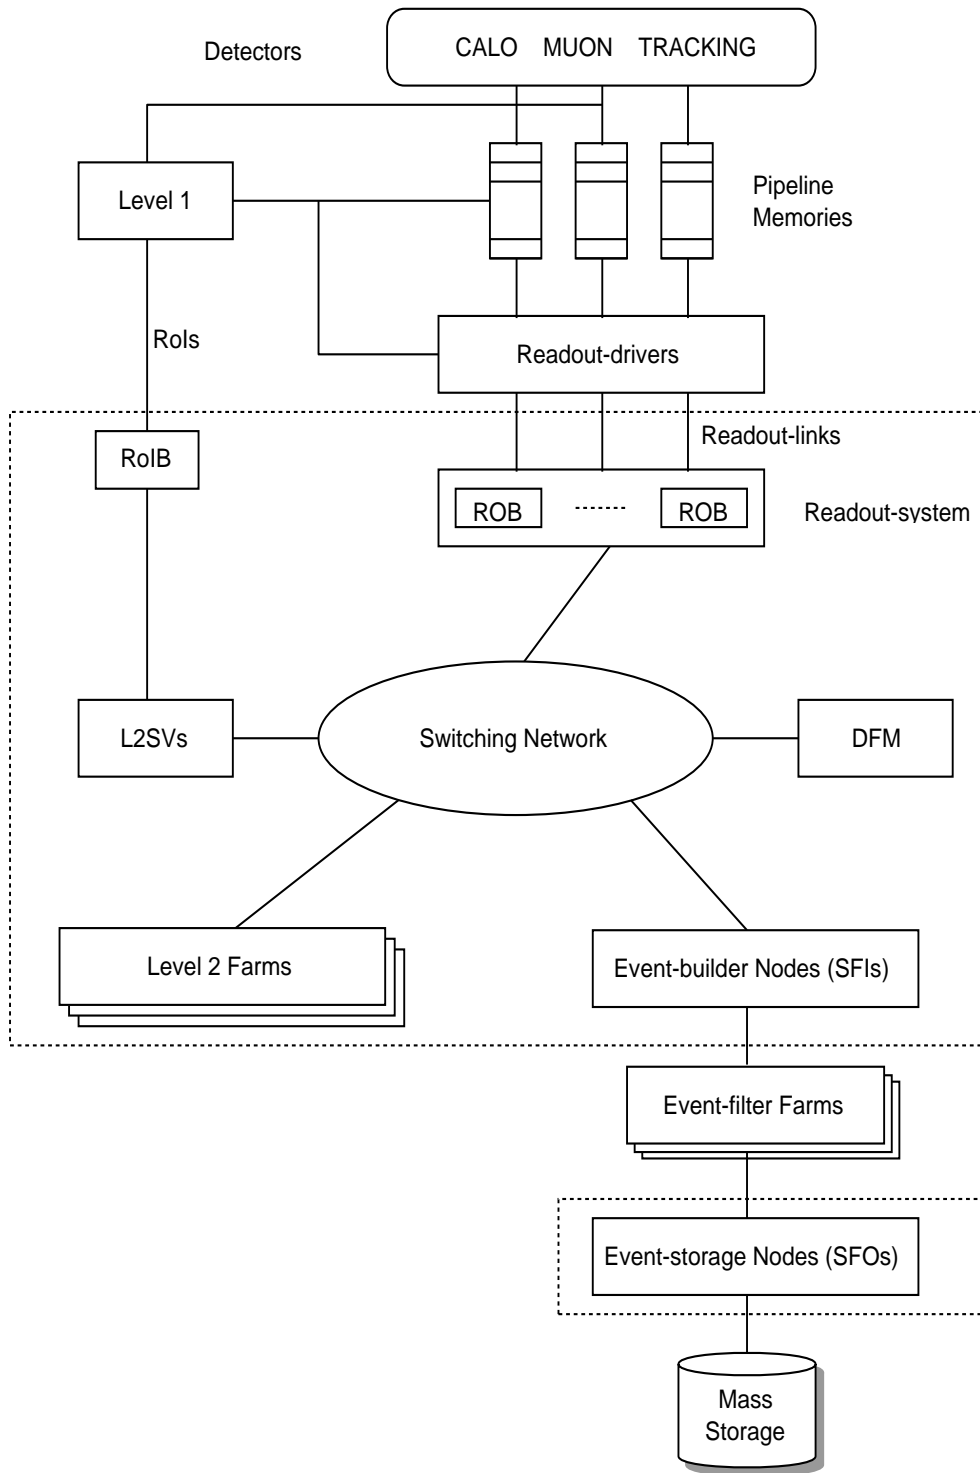 Detectors
CALO MUON TRACKING
Level 1
Pipeline
Memories
RoIs
Readout-drivers
Readout-links
RoIB
ROB ROB
Readout-system
L2SVs
Switching Network
DFM
Level 2 Farms
Event-builder Nodes (SFIs)
Event-filter Farms
Event-storage Nodes (SFOs)
Mass
Storage